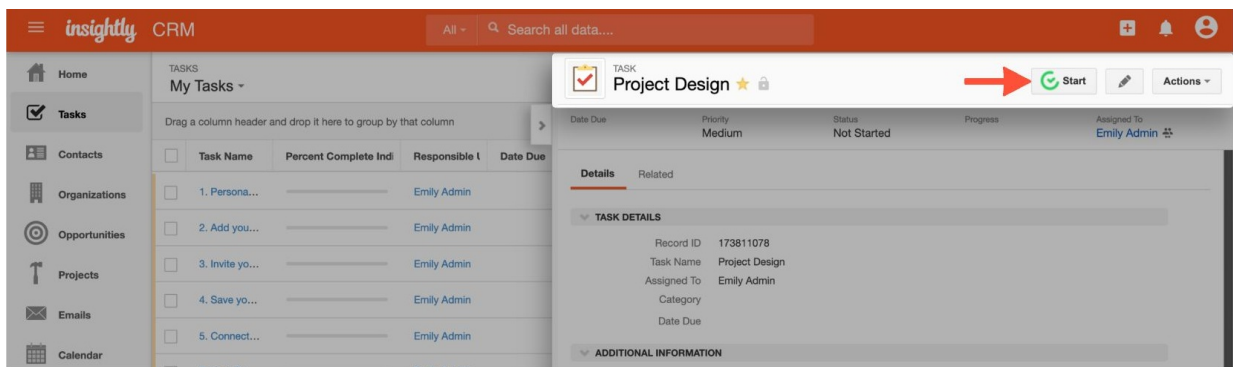 insightly CRM All Search all data....
Home
Tasks
Contacts
Organizations
Opportunities
Projects
Emails
Calendar
TASKS
My Tasks
Drag a column header and drop it here to group by that column
Task Name Percent Complete Indi Responsible U Date Due
1. Persona... Emily Admin
2. Add you... Emily Admin
3. Invite yo... Emily Admin
4. Save yo... Emily Admin
5. Connect... Emily Admin
TASK
Project Design Start Actions
Date Due Priority Status Progress Assigned To
Medium Not Started Emily Admin
Details Related
TASK DETAILS
Record ID 173811078
Task Name Project Design
Assigned To Emily Admin
Category
Date Due
ADDITIONAL INFORMATION